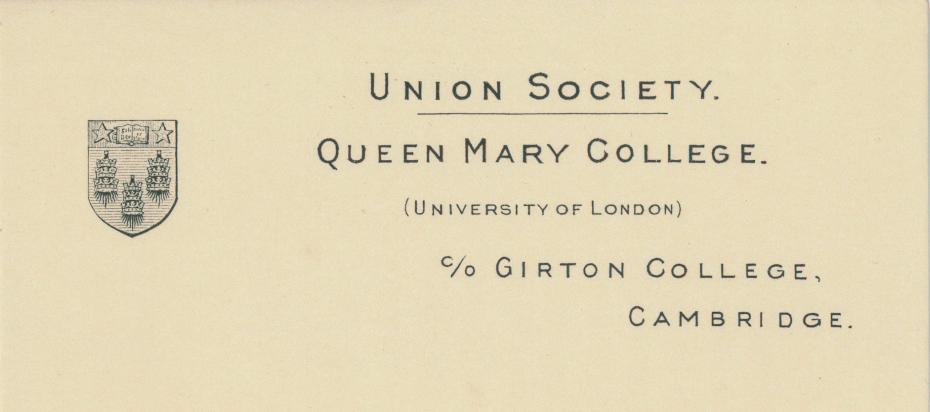 UNION SOCIETY.
QUEEN MARY COLLEGE.
(UNIVERSITY OF LONDON)
c/o GIRTON COLLEGE,
CAMBRIDGE.